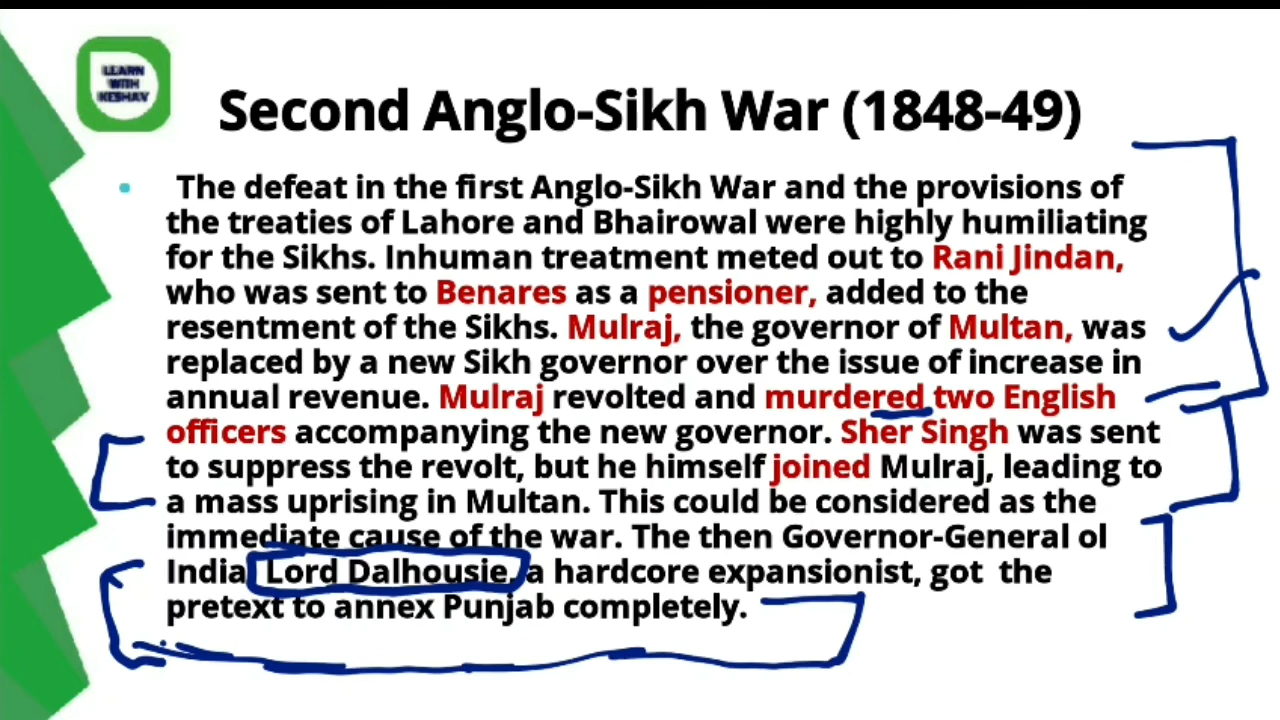 LEARN
WITH
KESHAV
Second Anglo-Sikh War (1848-49)
• The defeat in the first Anglo-Sikh War and the provisions of
the treaties of Lahore and Bhairowal were highly humiliating
for the Sikhs. Inhuman treatment meted out to Rani Jindan,
who was sent to Benares as a pensioner, added to the
resentment of the Sikhs. Mulraj, the governor of Multan, was
replaced by a new Sikh governor over the issue of increase in
annual revenue. Mulraj revolted and murdered two English
officers accompanying the new governor. Sher Singh was sent
to suppress the revolt, but he himself joined Mulraj, leading to
a mass uprising in Multan. This could be considered as the
immediate cause of the war. The then Governor-General ol
India, Lord Dalhousie, a hardcore expansionist, got the
pretext to annex Punjab completely.